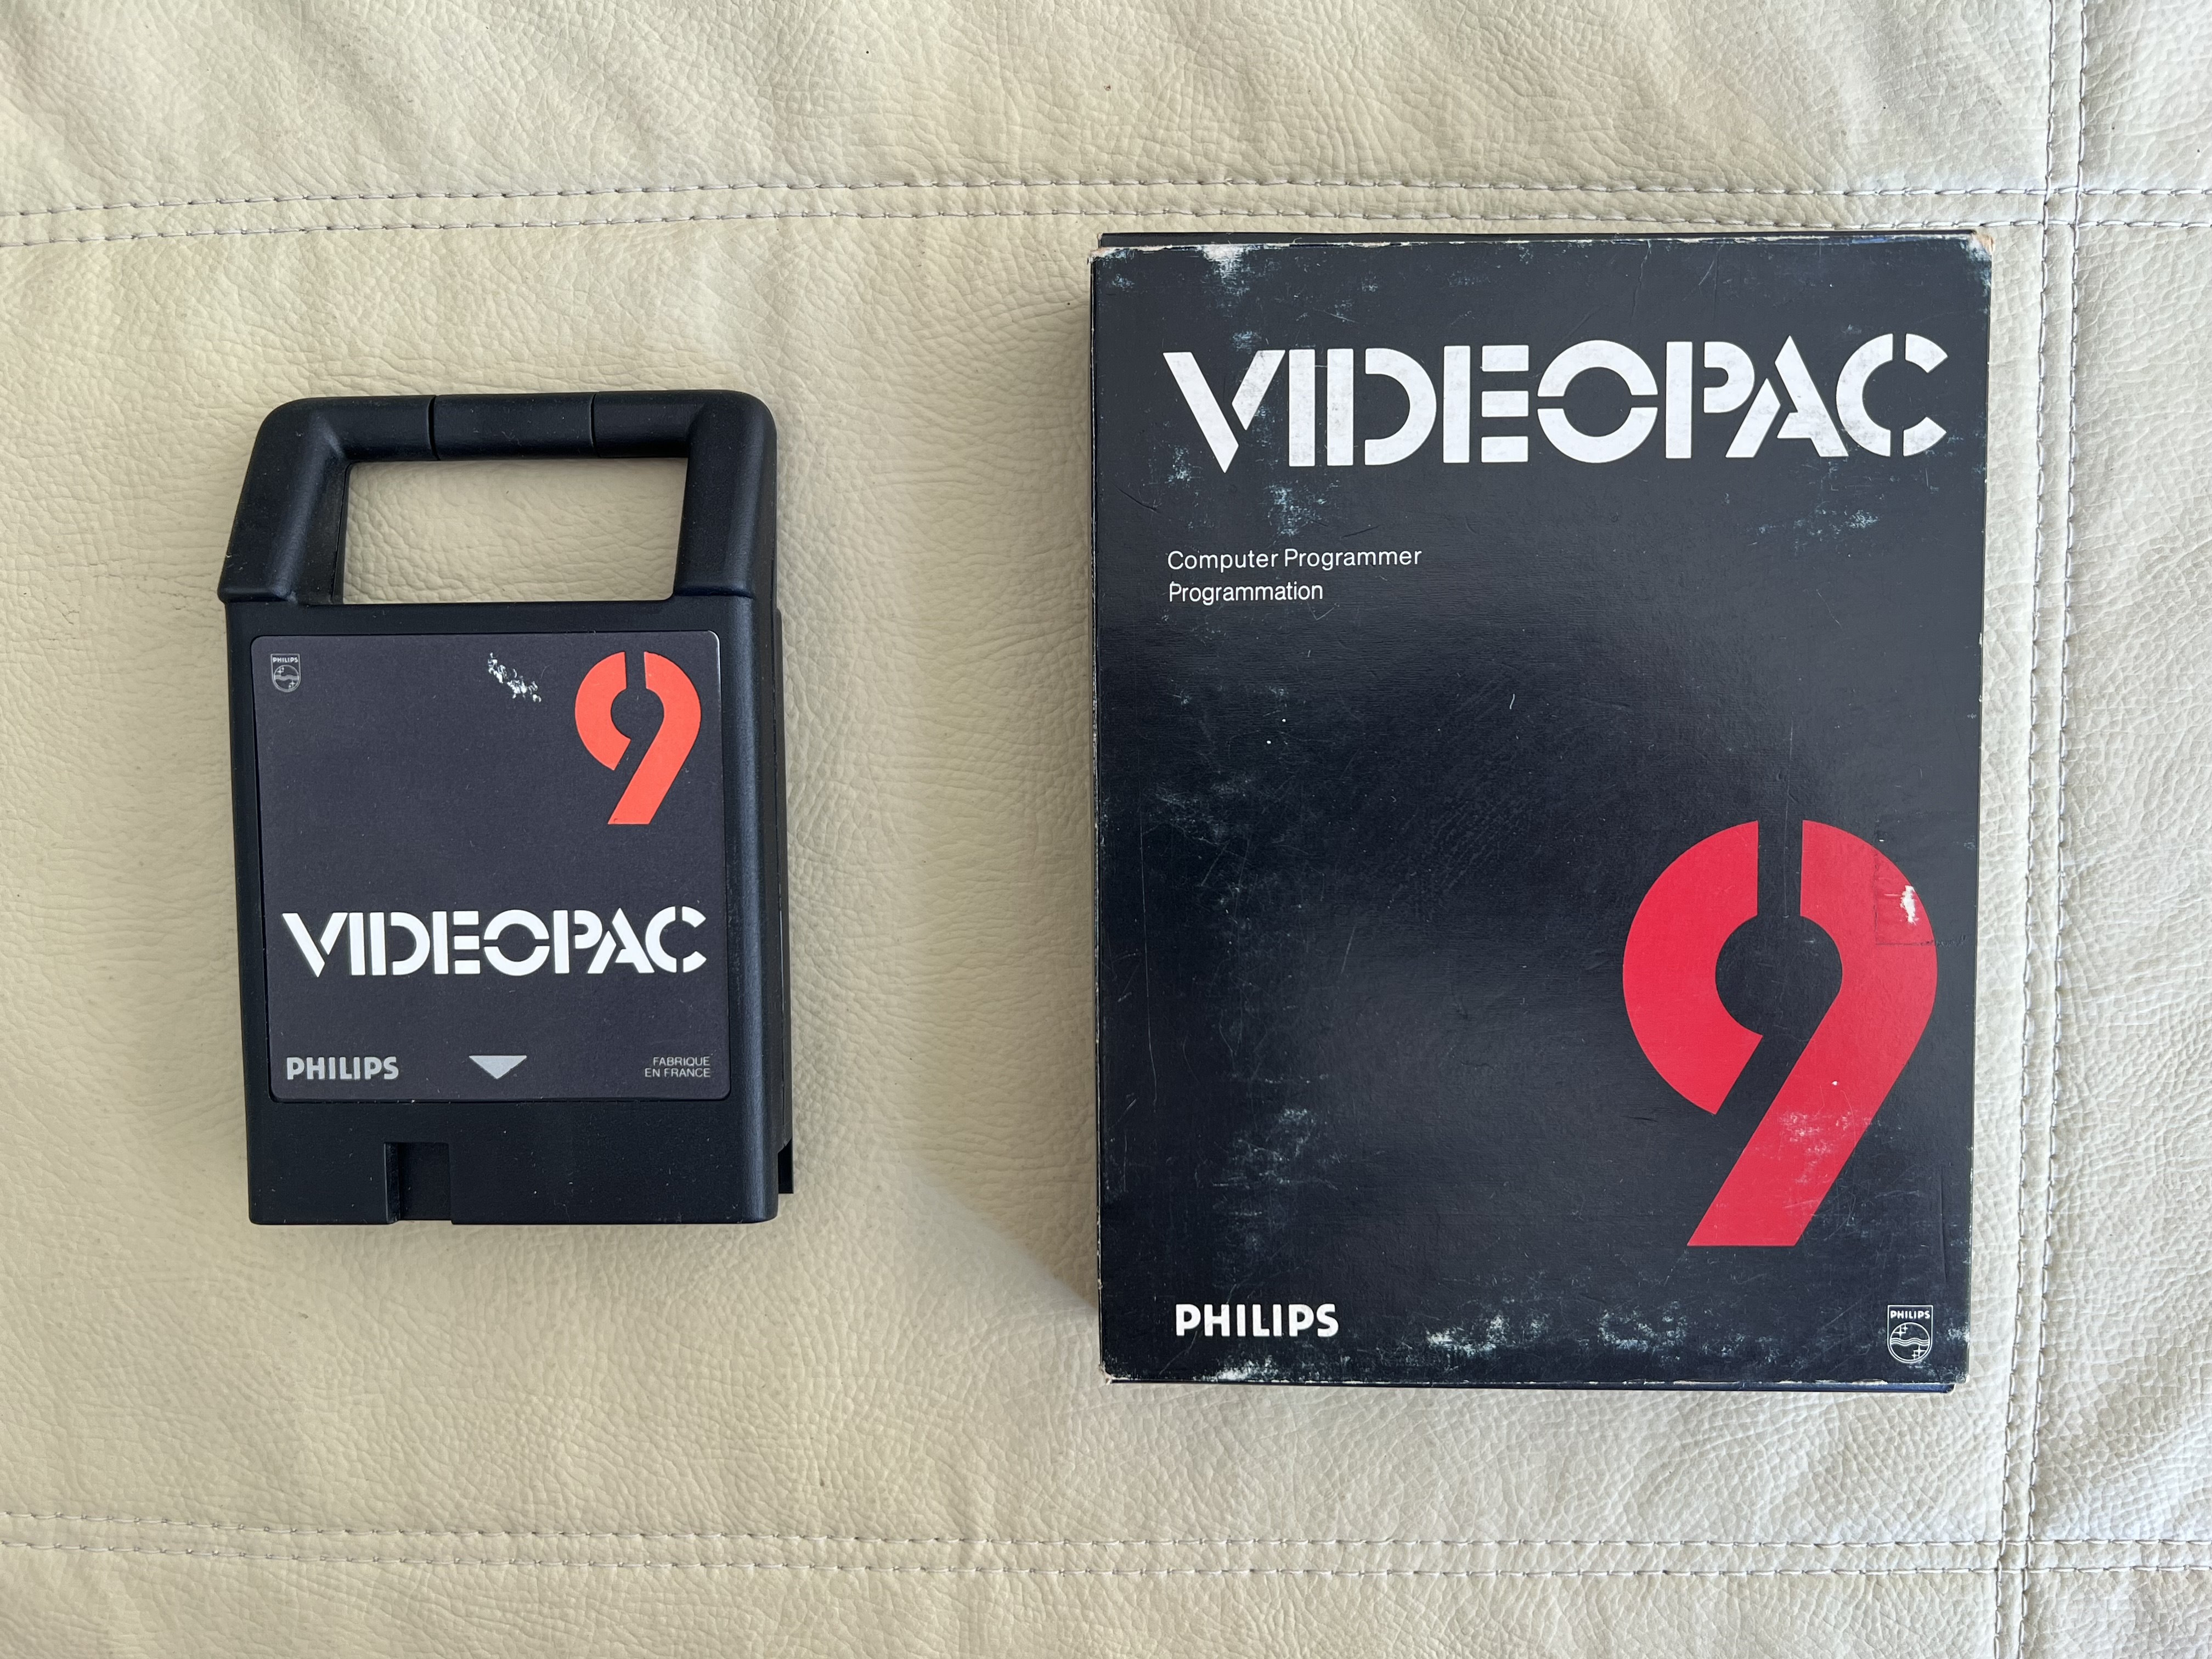 PHILIPS
9
VIDEOPAC
PHILIPS
FABRIQUE
EN FRANCE
VIDEOPAC
Computer Programmer
Programmation
9
PHILIPS
PHILIPS